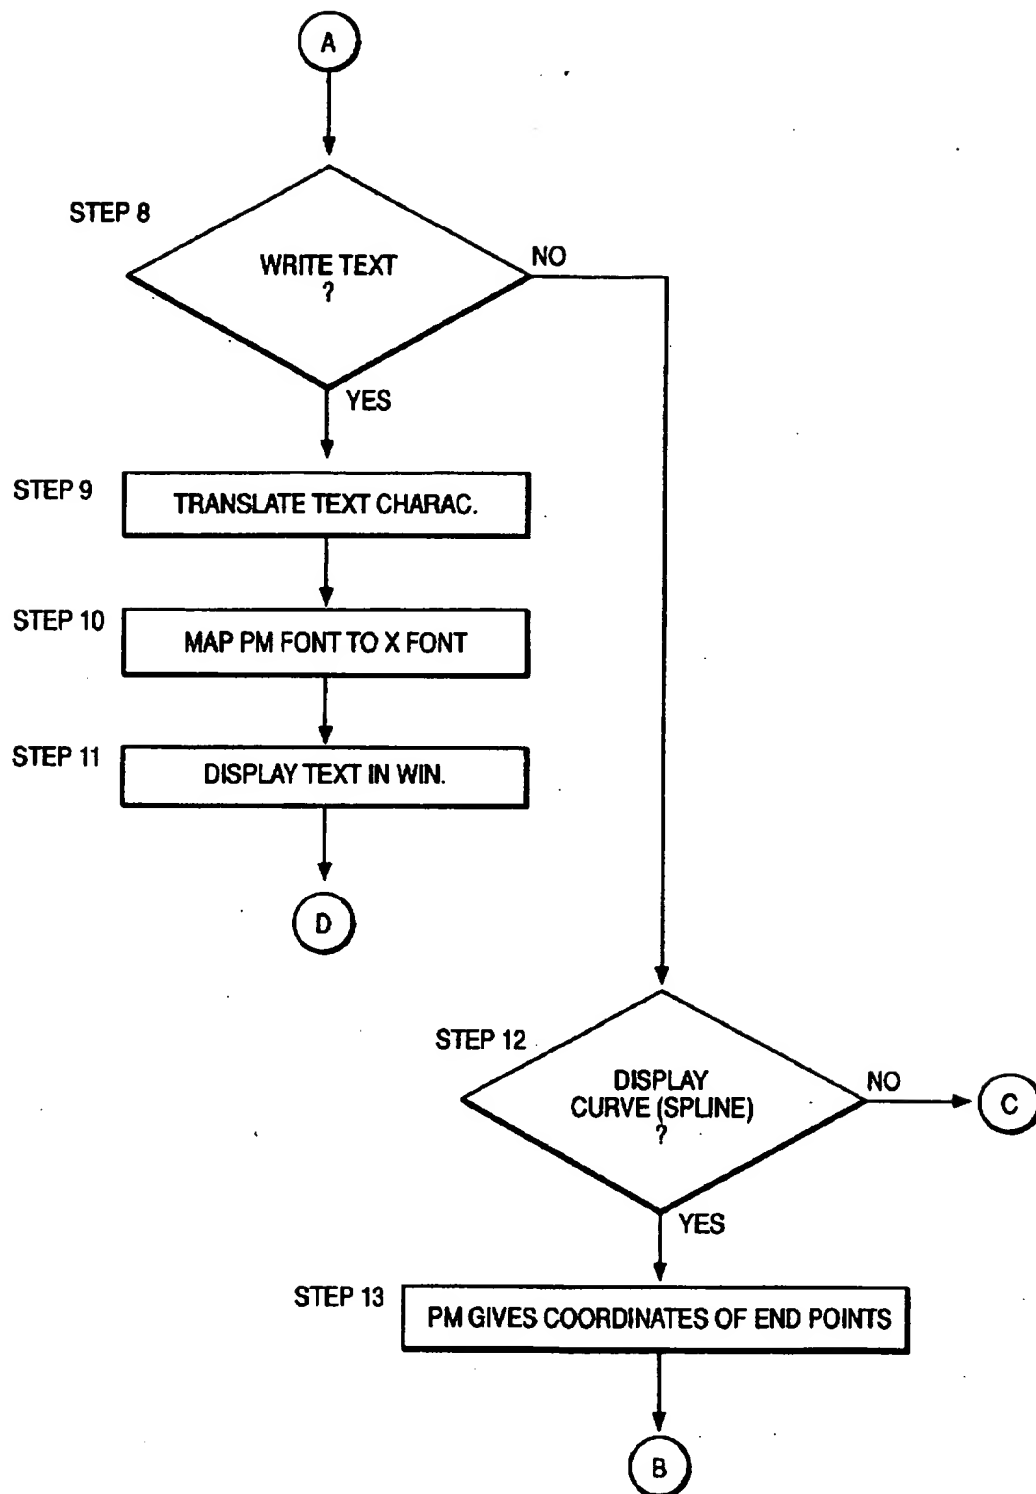 A
STEP 8
WRITE TEXT
?
NO
YES
STEP 9
TRANSLATE TEXT CHARAC.
STEP 10
MAP PM FONT TO X FONT
STEP 11
DISPLAY TEXT IN WIN.
D
STEP 12
DISPLAY
CURVE (SPLINE)
?
NO
C
YES
STEP 13
PM GIVES COORDINATES OF END POINTS
B